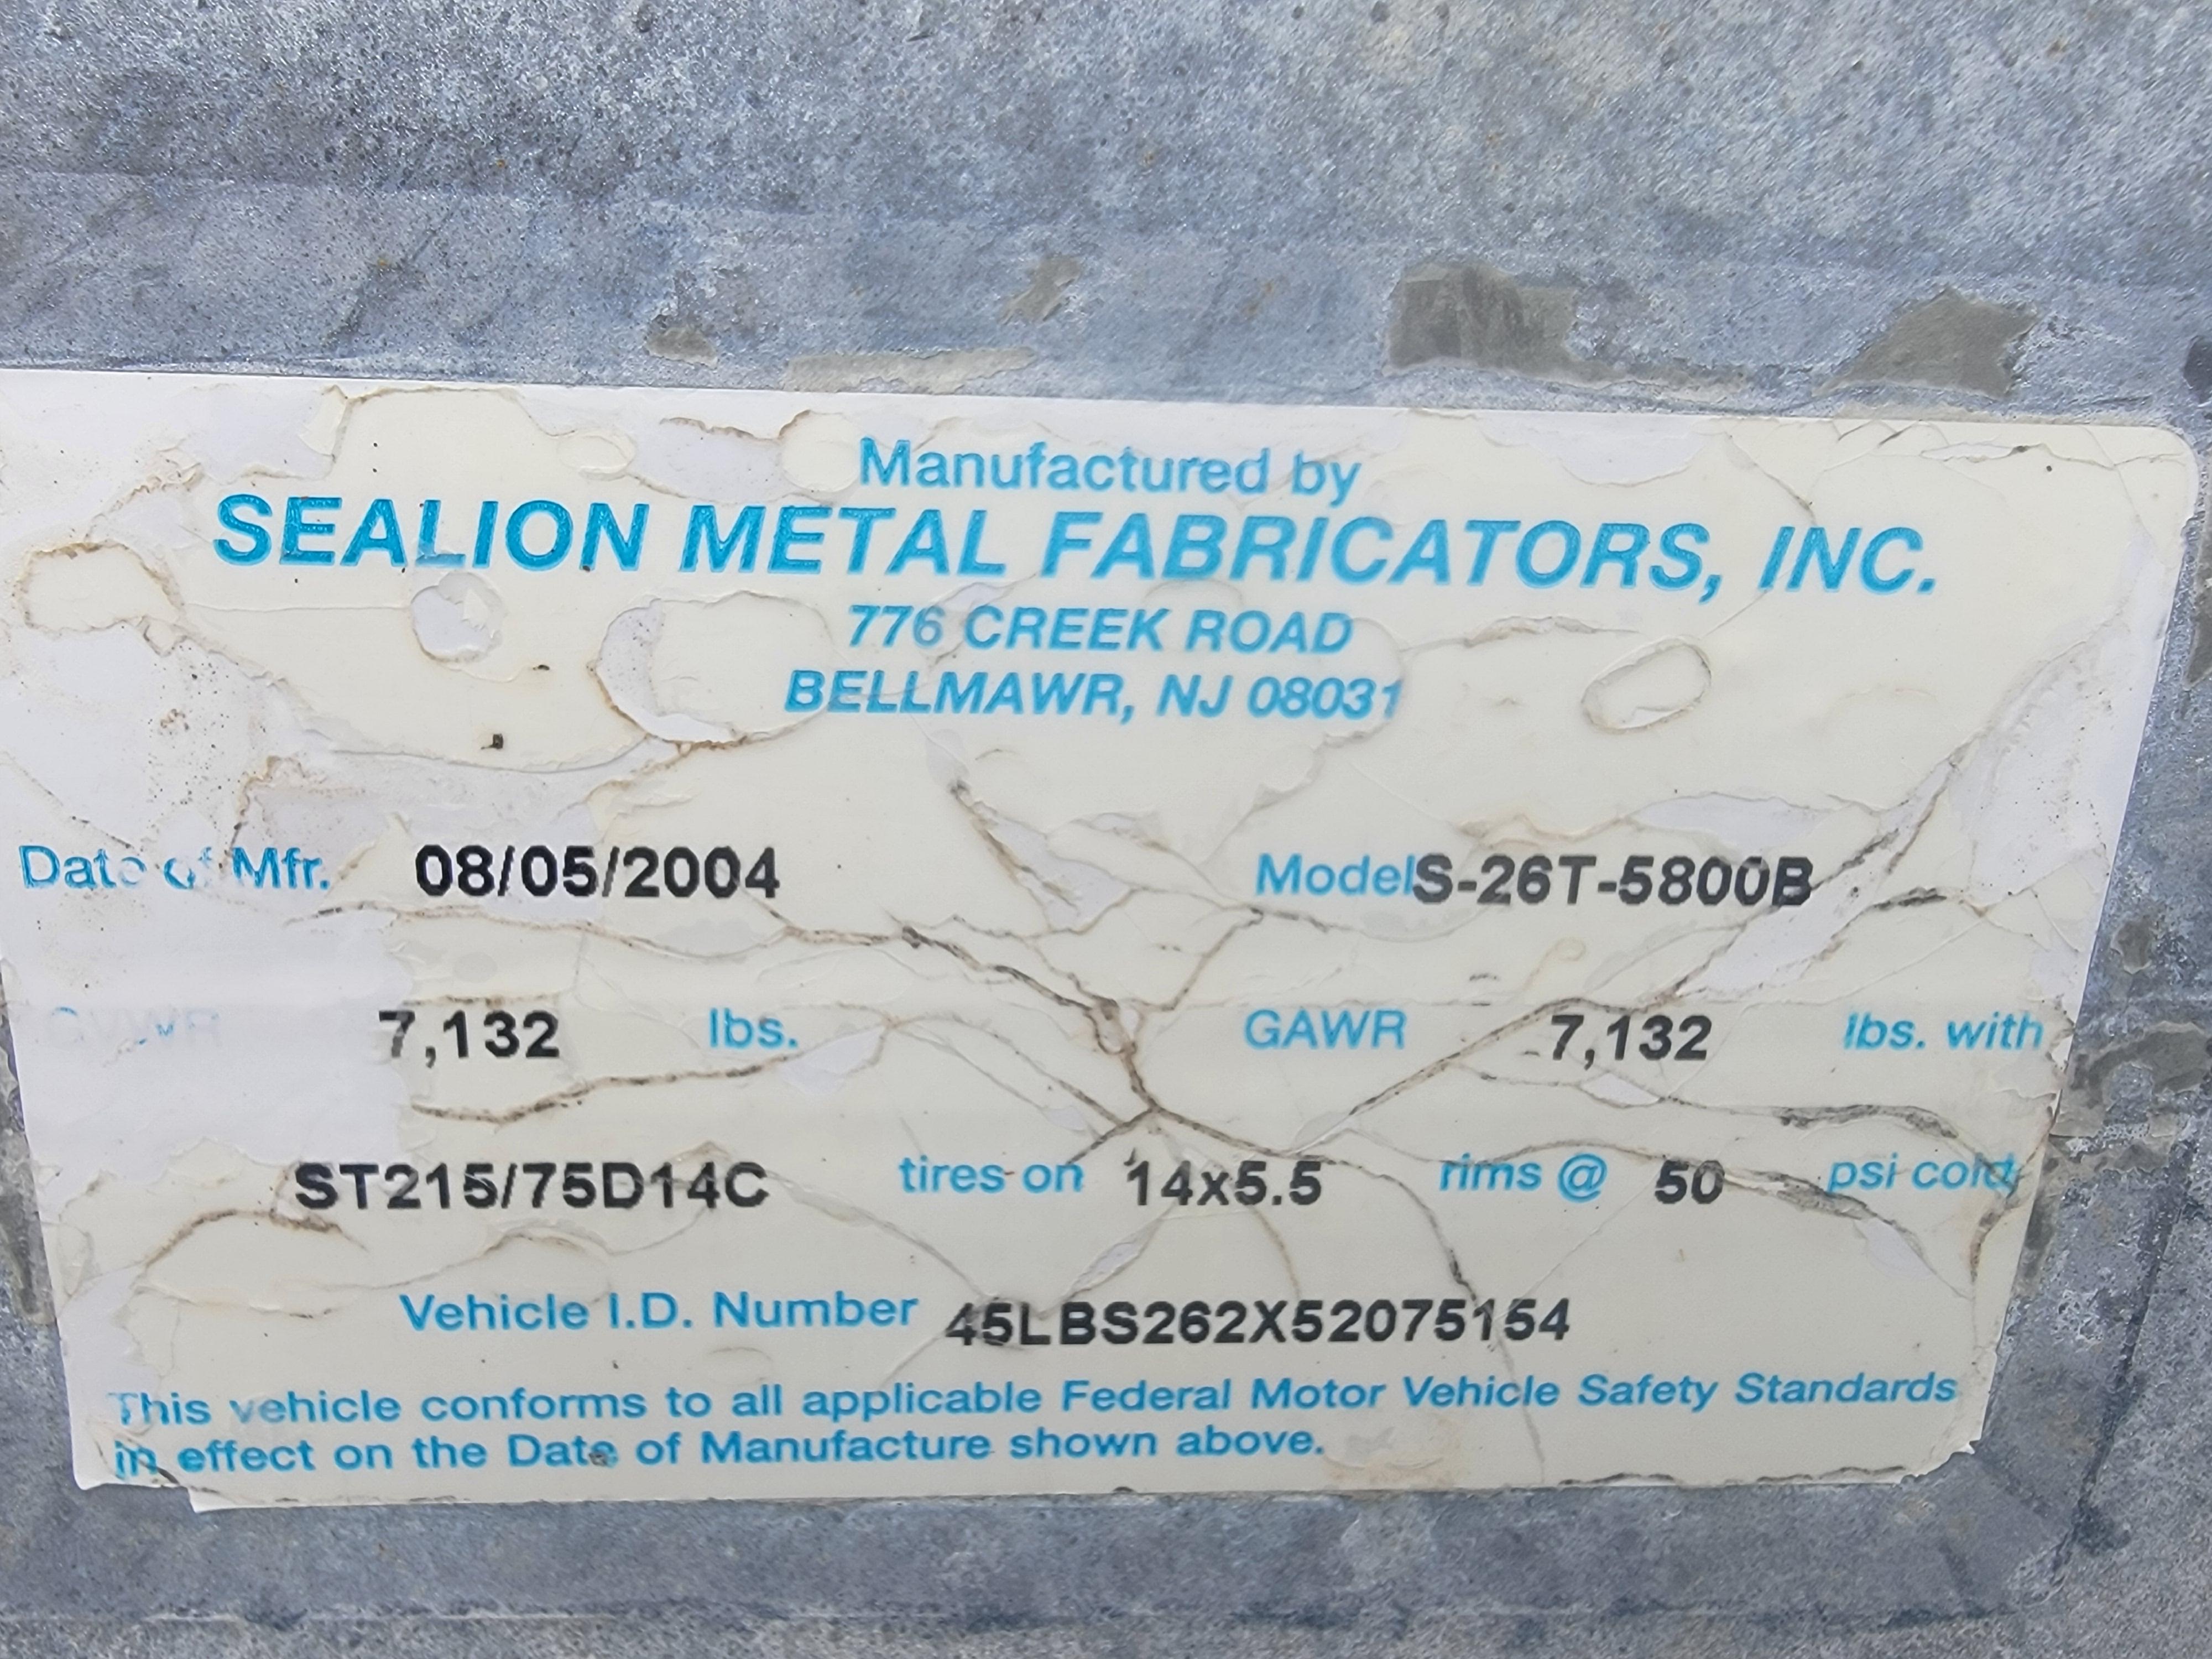 Manufactured by
SEALION METAL FABRICATORS, INC.
776 CREEK ROAD
BELLMAWR, NJ 08031
Date of Mfr. 08/05/2004 Model S-26T-5800B
GVWR 7,132 lbs. GAWR 7,132 lbs. with
ST215/75D14C tires on 14x5.5 rims @ 50 psi cold
Vehicle I.D. Number 45LBS262X52075154
This vehicle conforms to all applicable Federal Motor Vehicle Safety Standards
in effect on the Date of Manufacture shown above.